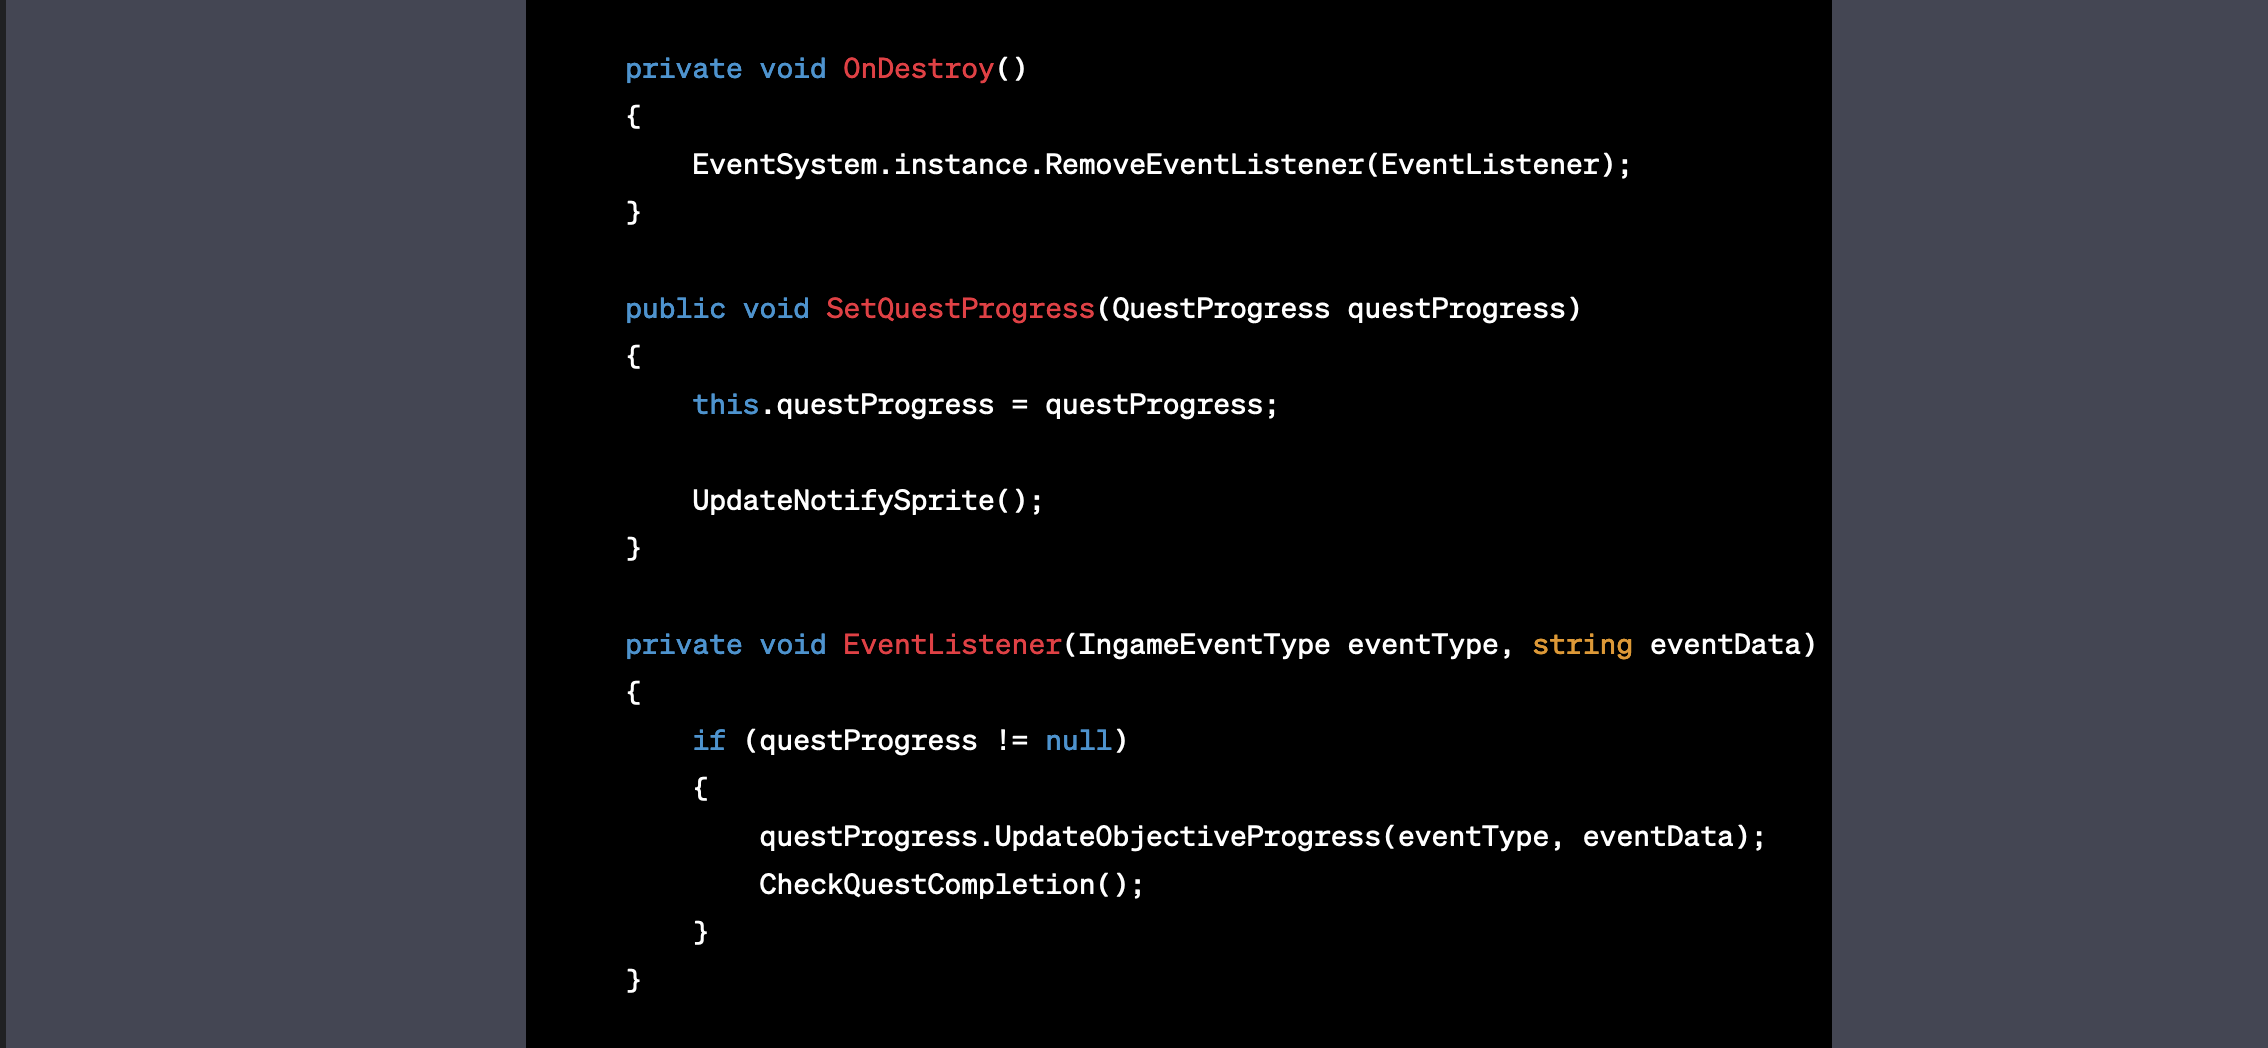 private void OnDestroy()
{
    EventSystem.instance.RemoveEventListener(EventListener);
}
public void SetQuestProgress(QuestProgress questProgress)
{
    this.questProgress = questProgress;
    UpdateNotifySprite();
}
private void EventListener(IngameEventType eventType, string eventData)
{
    if (questProgress != null)
    {
        questProgress.UpdateObjectiveProgress(eventType, eventData);
        CheckQuestCompletion();
    }
}